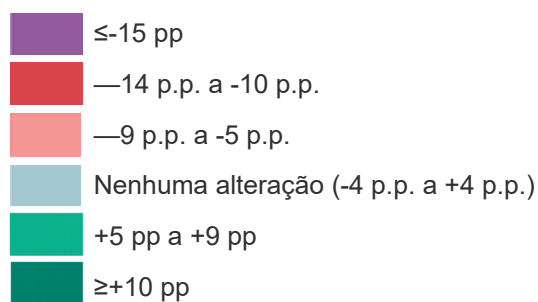 ≤-15 pp
—14 p.p. a -10 p.p.
—9 p.p. a -5 p.p.
Nenhuma alteração (-4 p.p. a +4 p.p.)
+5 pp a +9 pp
≥+10 pp